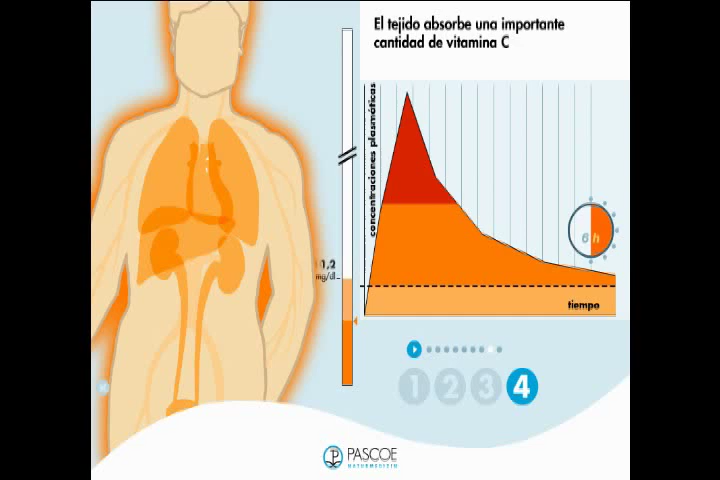 El tejido absorbe una importante
cantidad de vitamina C
concentraciones plasmáticas
6 h
1,2
mg/dl
tiempo
1 2 3 4
PASCOE
NATURMEDIZIN